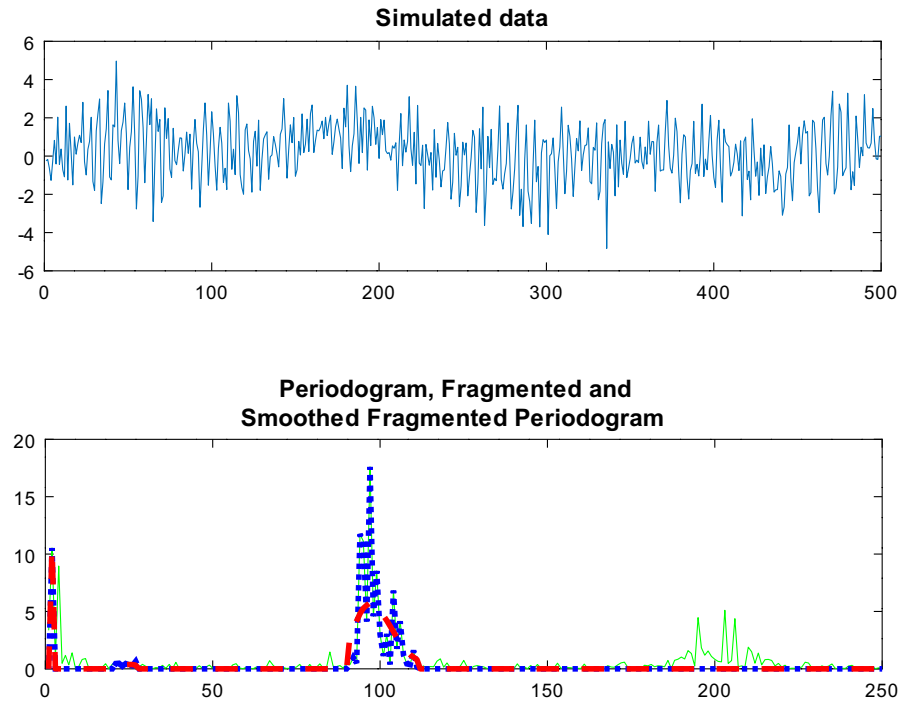 Simulated data
6
4
2
0
-2
-4
-6
0 100 200 300 400 500
Periodogram, Fragmented and
Smoothed Fragmented Periodogram
20
15
10
5
0
0 50 100 150 200 250